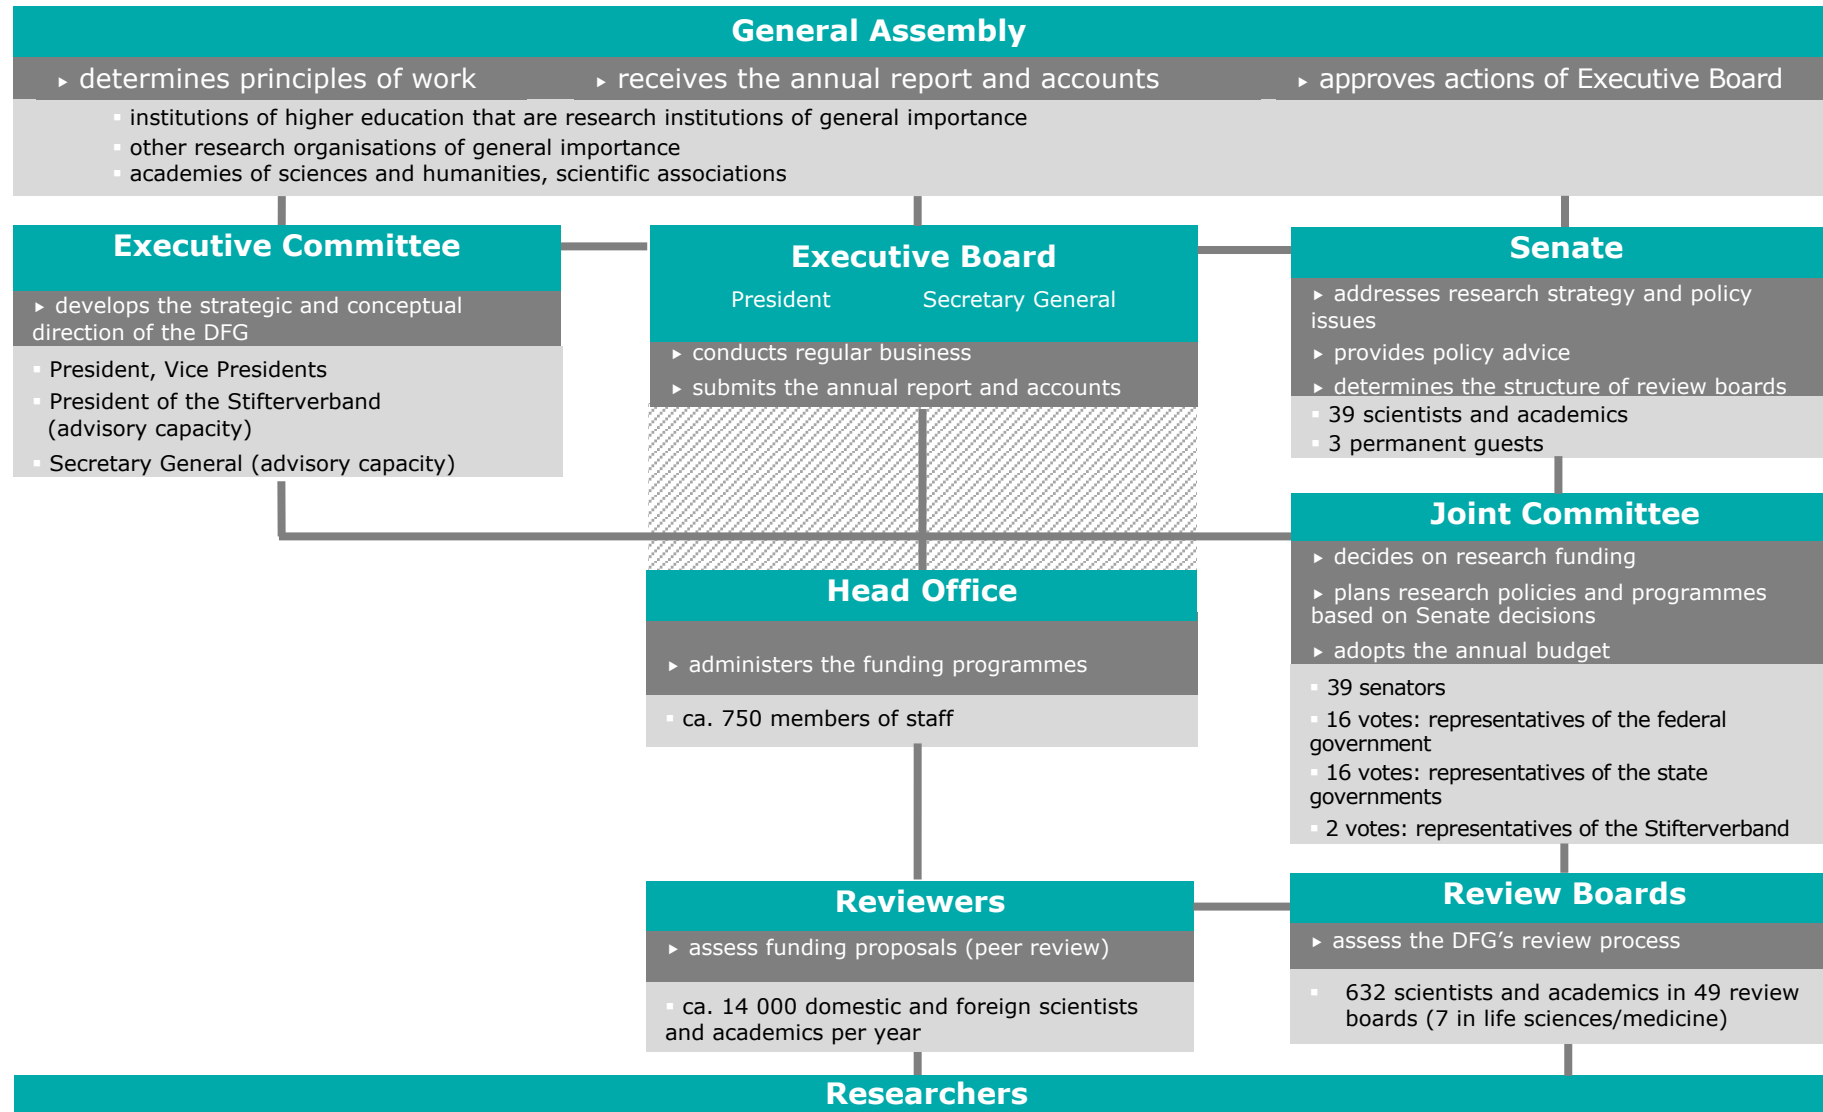 General Assembly
▸ determines principles of work ▸ receives the annual report and accounts ▸ approves actions of Executive Board
▪ institutions of higher education that are research institutions of general importance
▪ other research organisations of general importance
▪ academies of sciences and humanities, scientific associations
Executive Committee
▸ develops the strategic and conceptual
direction of the DFG
▪ President, Vice Presidents
▪ President of the Stifterverband
(advisory capacity)
▪ Secretary General (advisory capacity)
Executive Board
President Secretary General
▸ conducts regular business
▸ submits the annual report and accounts
Senate
▸ addresses research strategy and policy
issues
▸ provides policy advice
▸ determines the structure of review boards
▪ 39 scientists and academics
▪ 3 permanent guests
Joint Committee
▸ decides on research funding
▸ plans research policies and programmes
based on Senate decisions
▸ adopts the annual budget
▪ 39 senators
▪ 16 votes: representatives of the federal
government
▪ 16 votes: representatives of the state
governments
▪ 2 votes: representatives of the Stifterverband
Head Office
▸ administers the funding programmes
▪ ca. 750 members of staff
Reviewers
▸ assess funding proposals (peer review)
▪ ca. 14 000 domestic and foreign scientists
and academics per year
Review Boards
▸ assess the DFG’s review process
▪ 632 scientists and academics in 49 review
boards (7 in life sciences/medicine)
Researchers